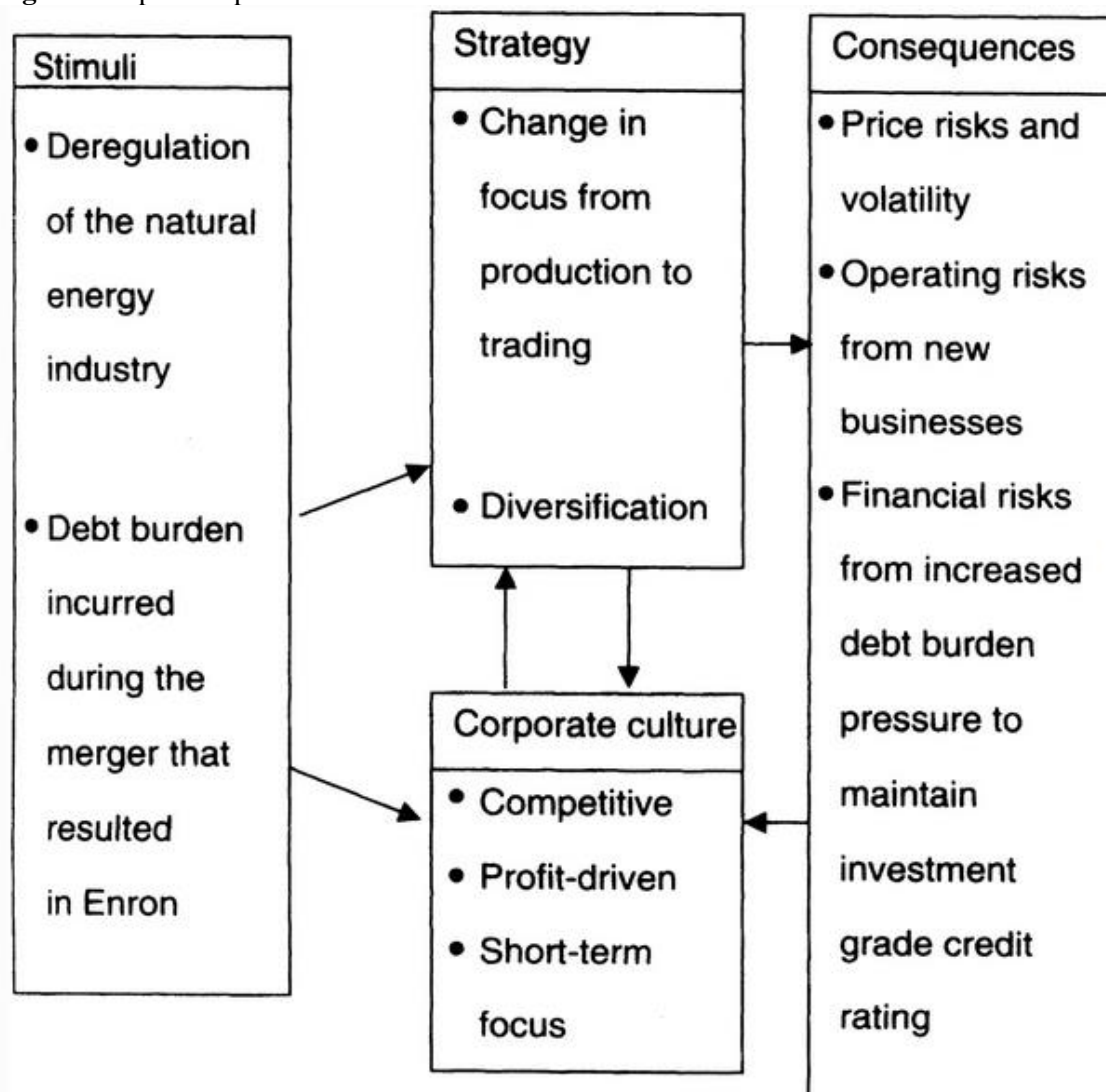 Stimuli
• Deregulation
of the natural
energy
industry
• Debt burden
incurred
during the
merger that
resulted
in Enron
Strategy
• Change in
focus from
production to
trading
• Diversification
Corporate culture
• Competitive
• Profit-driven
• Short-term
focus
Consequences
• Price risks and
volatility
• Operating risks
from new
businesses
• Financial risks
from increased
debt burden
pressure to
maintain
investment
grade credit
rating